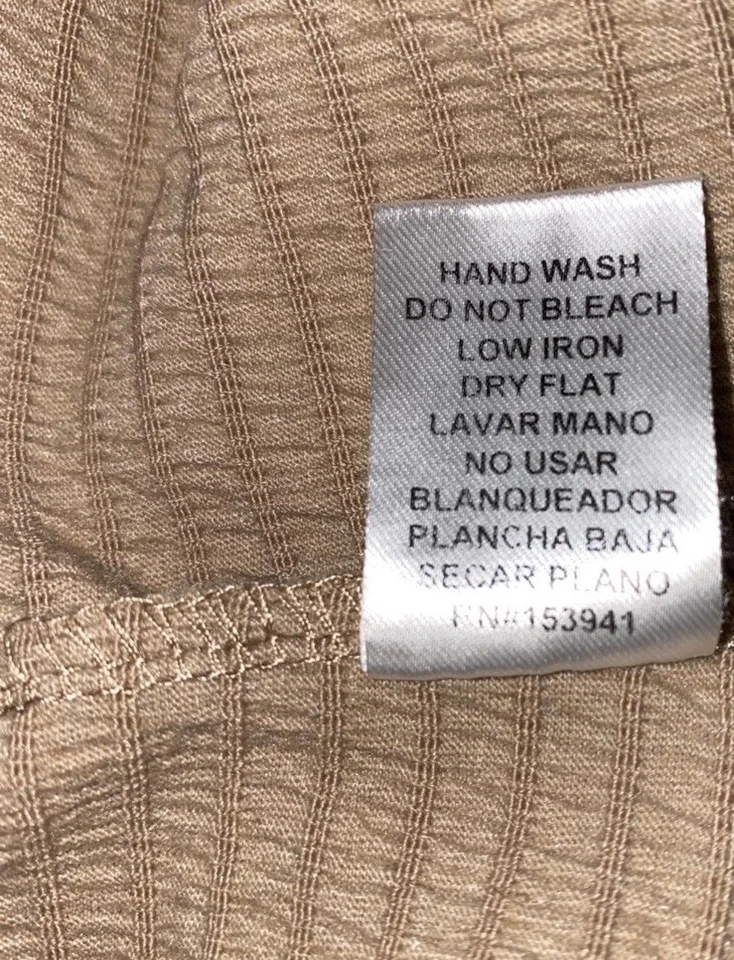 HAND WASH
DO NOT BLEACH
LOW IRON
DRY FLAT
LAVAR MANO
NO USAR
BLANQUEADOR
PLANCHA BAJA
SECAR PLANO
RN#153941